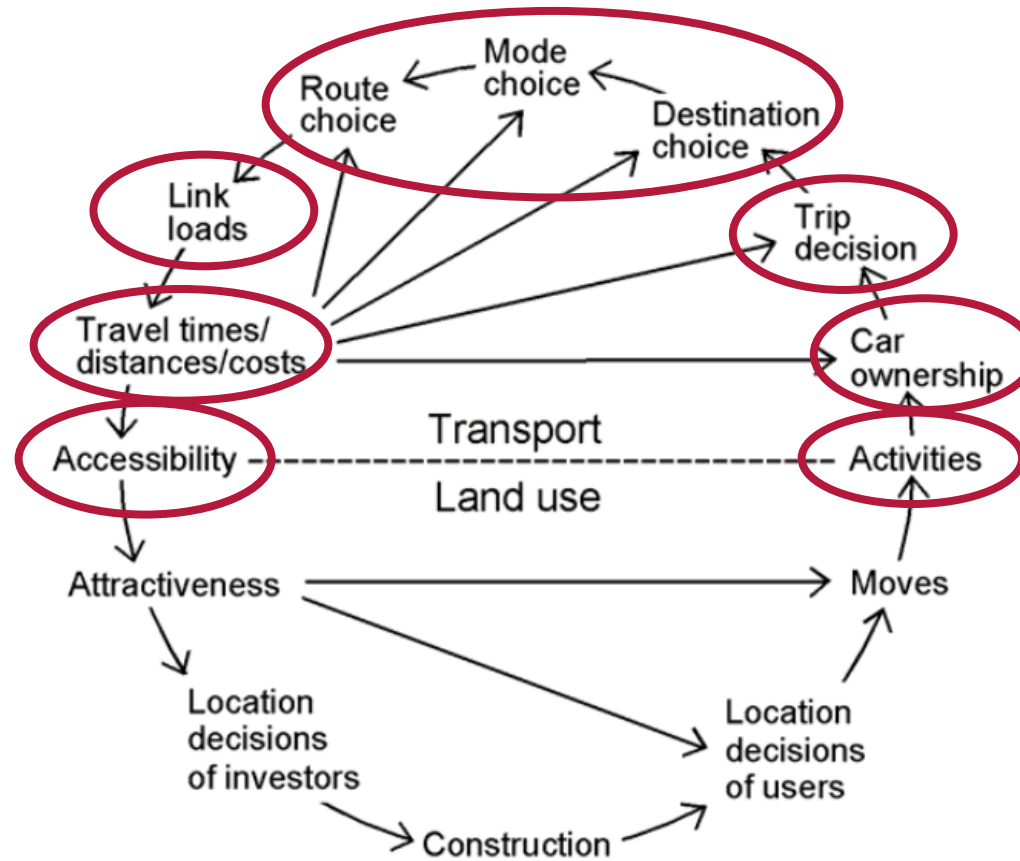 Mode
choice
Route
choice
Destination
choice
Link
loads
Trip
decision
Travel times/
distances/costs
Car
ownership
Transport
Accessibility
Activities
Land use
Attractiveness
Moves
Location
decisions
of investors
Location
decisions
of users
Construction